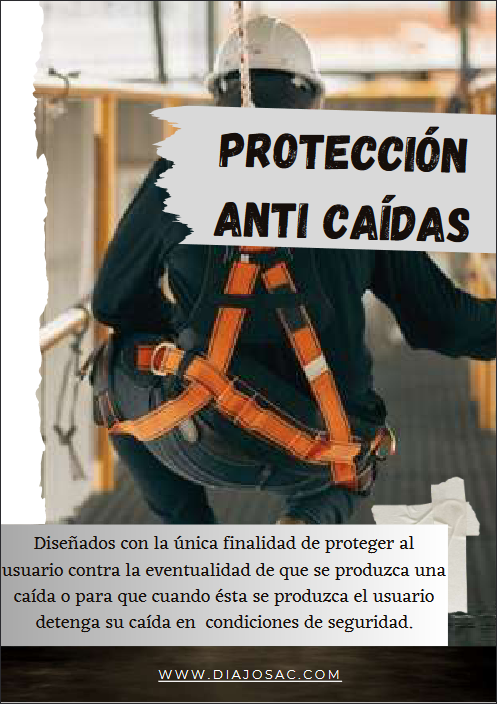 PROTECCIÓN
ANTI CAÍDAS
Diseñados con la única finalidad de proteger al
usuario contra la eventualidad de que se produzca una
caída o para que cuando ésta se produzca el usuario
detenga su caída en condiciones de seguridad.
WWW.DIAJOSAC.COM